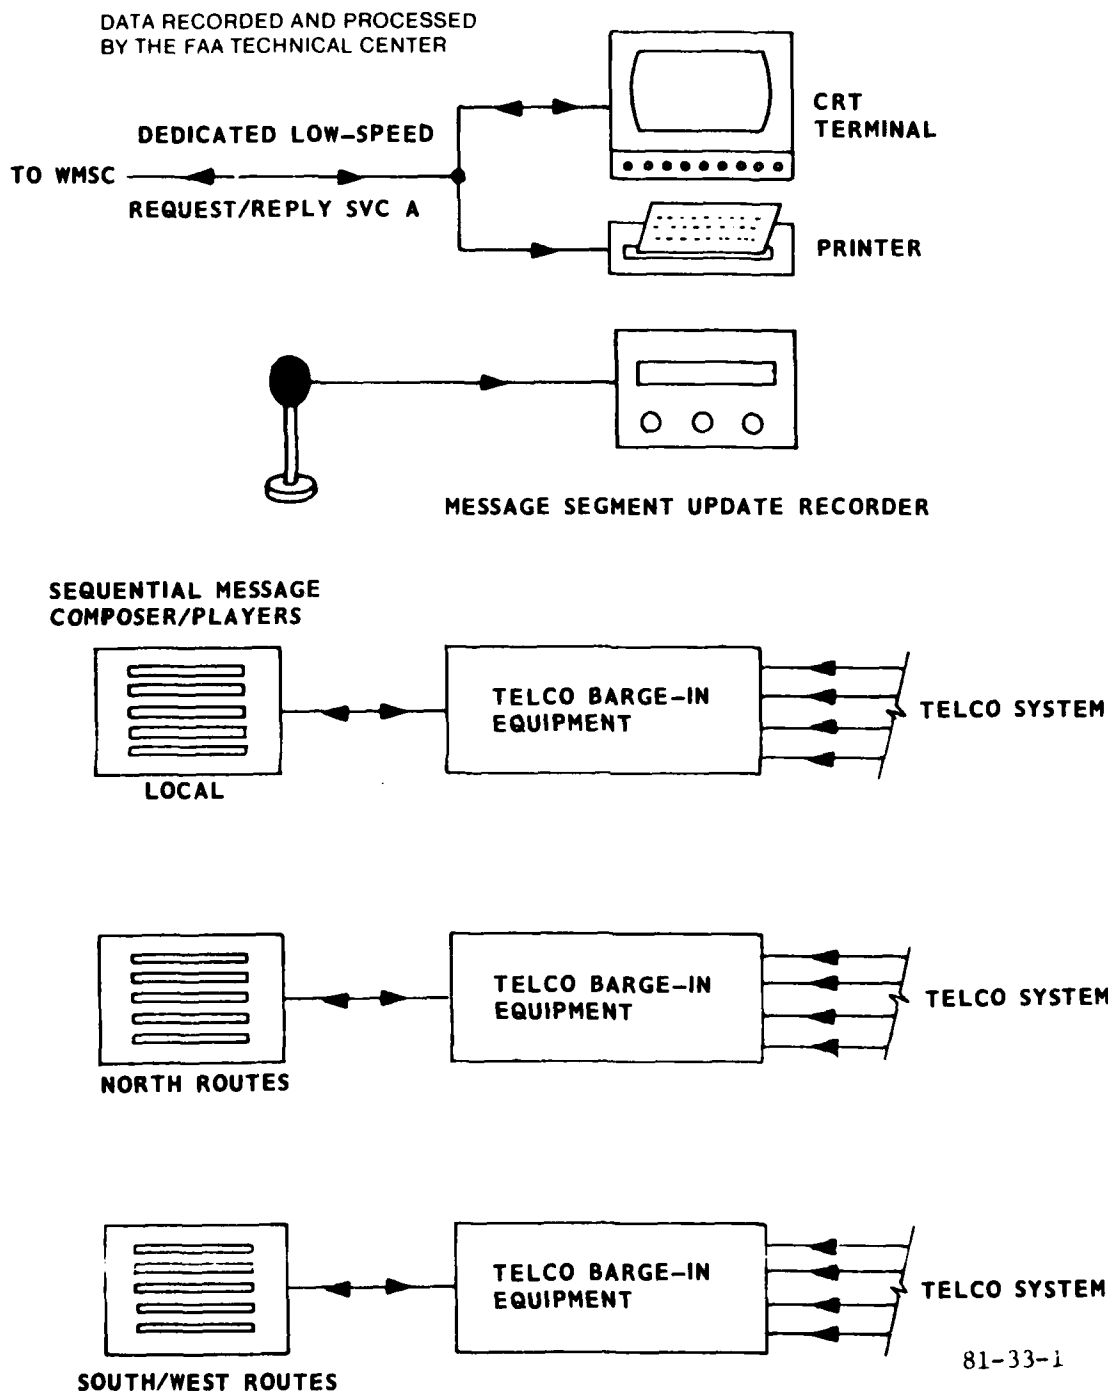 DATA RECORDED AND PROCESSED
BY THE FAA TECHNICAL CENTER
CRT
TERMINAL
DEDICATED LOW-SPEED
TO WMSC
REQUEST/REPLY SVC A
PRINTER
MESSAGE SEGMENT UPDATE RECORDER
SEQUENTIAL MESSAGE
COMPOSER/PLAYERS
TELCO BARGE-IN
EQUIPMENT
TELCO SYSTEM
LOCAL
TELCO BARGE-IN
EQUIPMENT
TELCO SYSTEM
NORTH ROUTES
TELCO BARGE-IN
EQUIPMENT
TELCO SYSTEM
SOUTH/WEST ROUTES
81-33-1